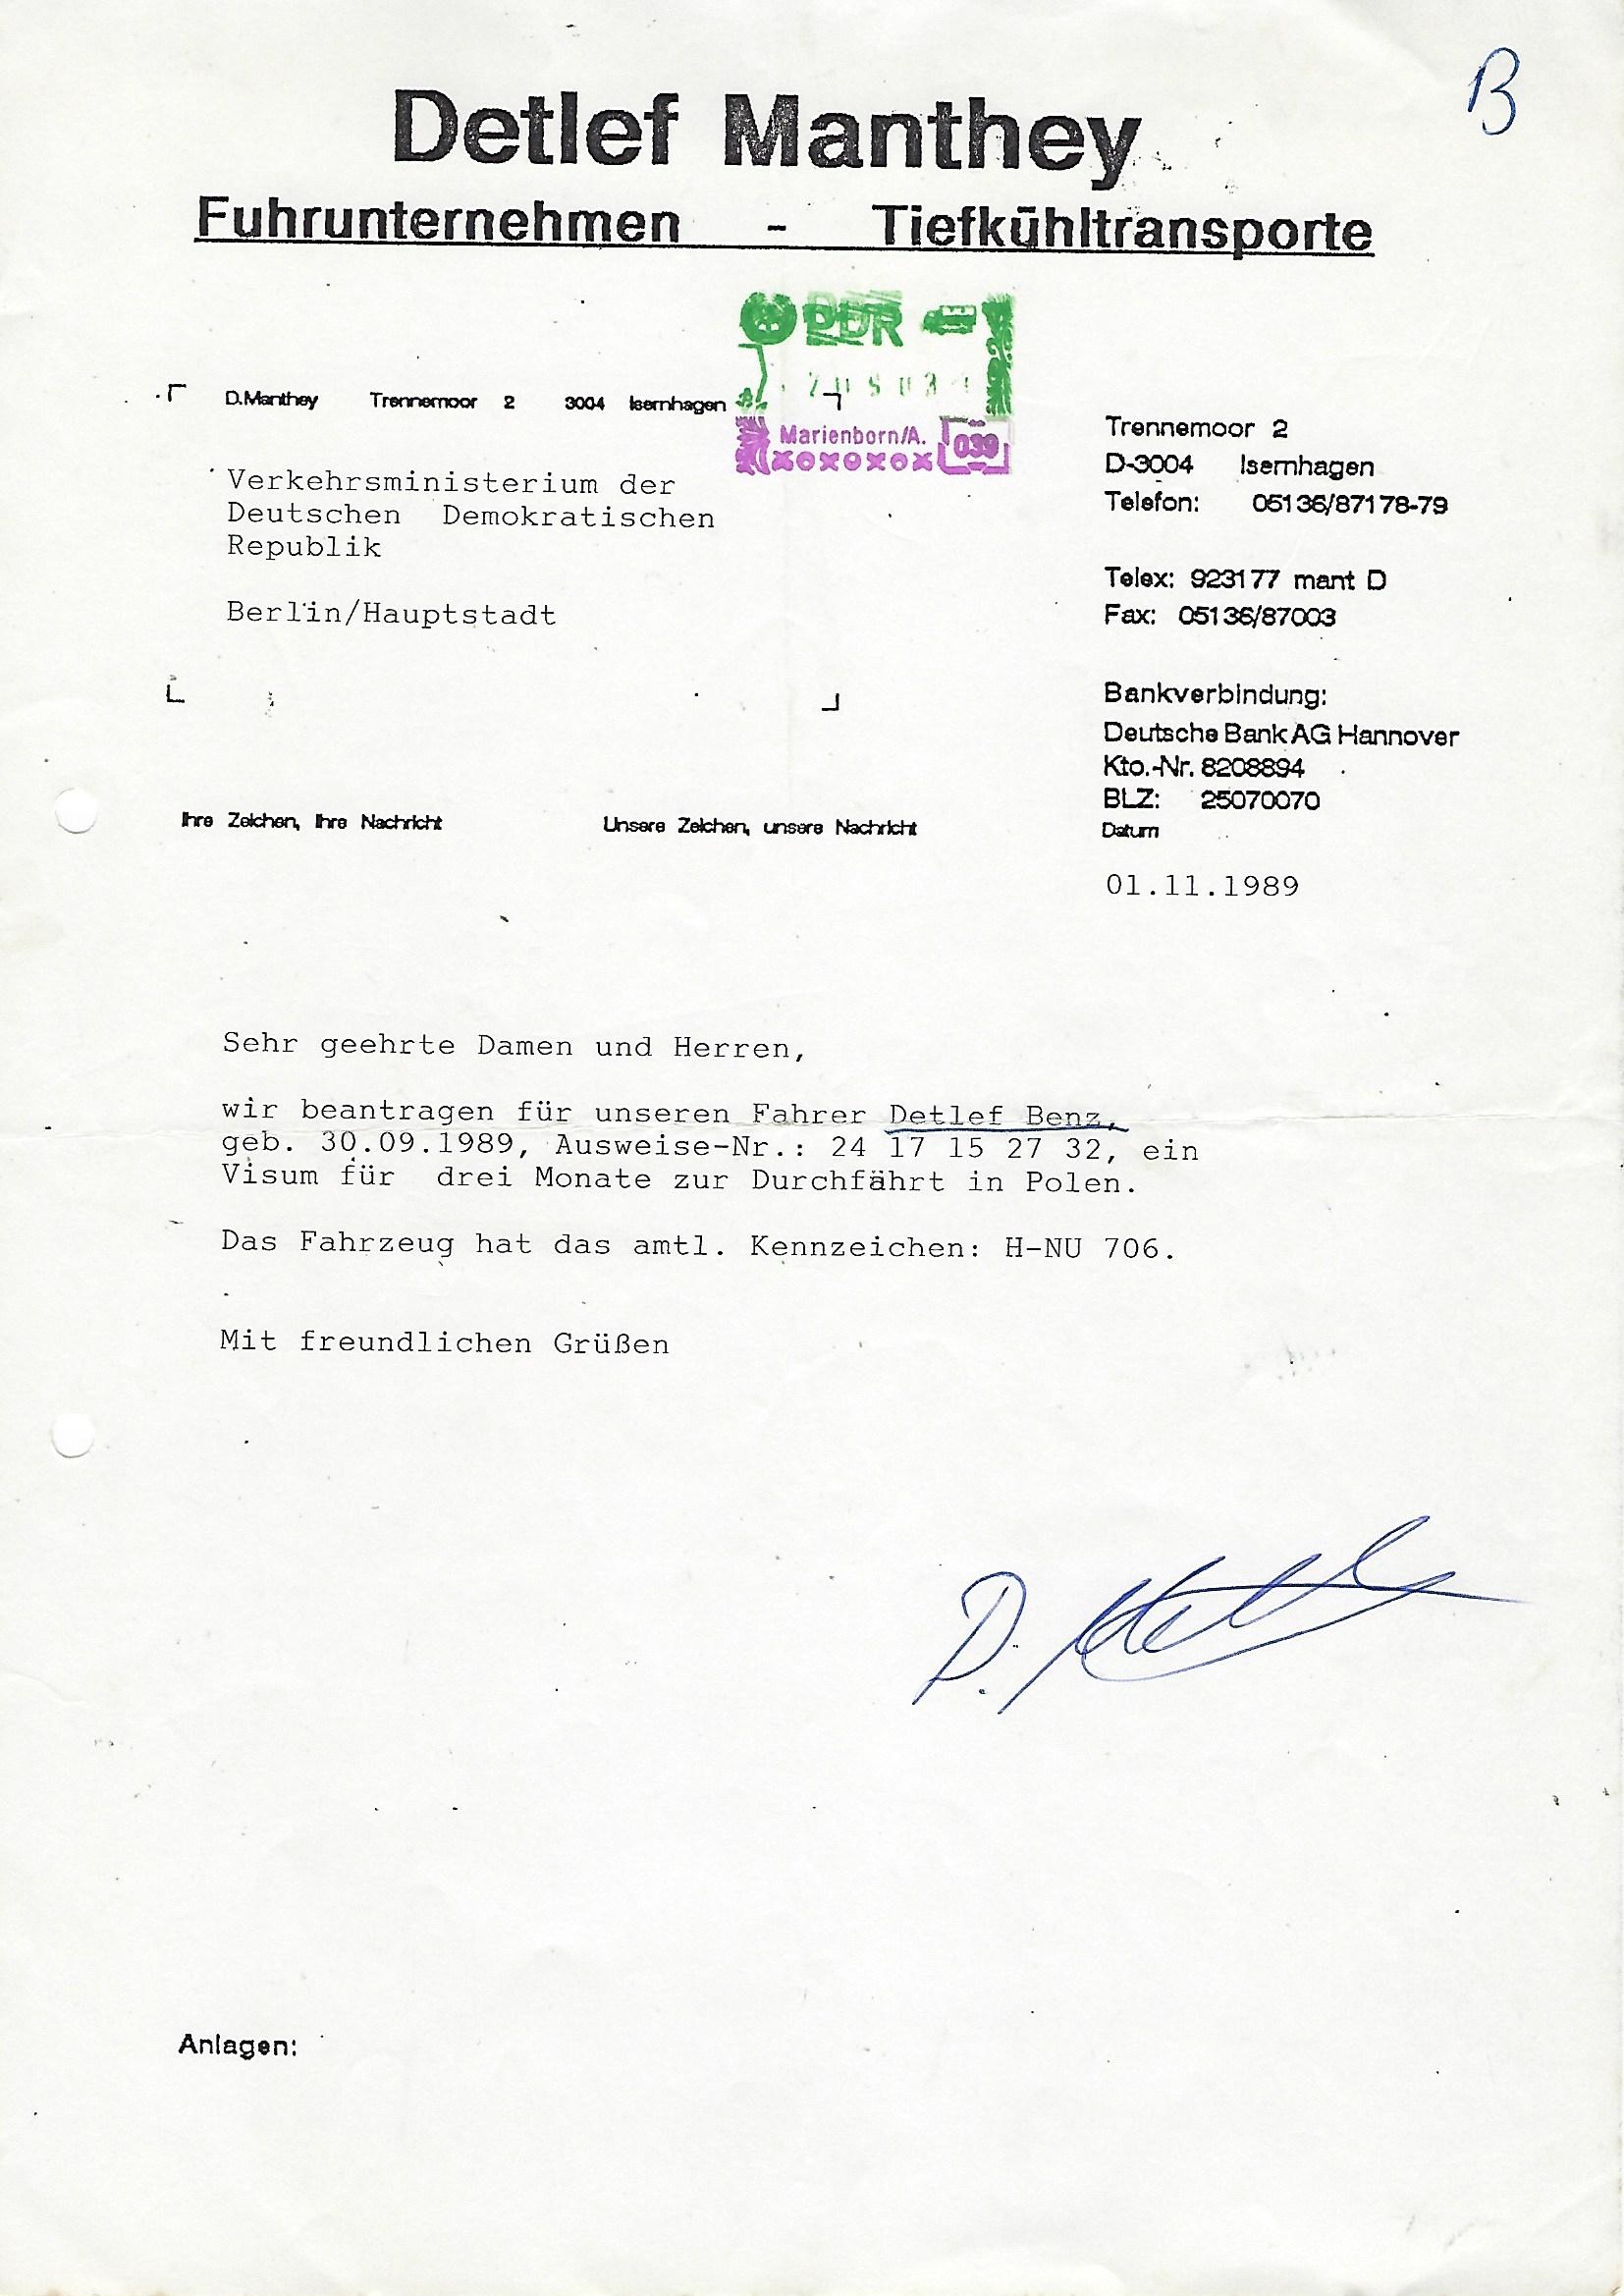 B
Detlef Manthey
Fuhrunternehmen - Tiefkühltransporte
DDR
Marienborn/A. 039
D.Manthey Trennemoor 2 3004 Isernhagen
Verkehrsministerium der
Deutschen Demokratischen
Republik
Berlin/Hauptstadt
Trennemoor 2
D-3004 Isernhagen
Telefon: 05136/87178-79
Telex: 923177 mant D
Fax: 05136/87003
Bankverbindung:
Deutsche Bank AG Hannover
Kto.-Nr. 8208894
BLZ: 25070070
Ihre Zeichen, Ihre Nachricht
Unsere Zeichen, unsere Nachricht
Datum
01.11.1989
Sehr geehrte Damen und Herren,
wir beantragen für unseren Fahrer Detlef Benz,
geb. 30.09.1989, Ausweise-Nr.: 24 17 15 27 32, ein
Visum für drei Monate zur Durchfährt in Polen.
Das Fahrzeug hat das amtl. Kennzeichen: H-NU 706.
Mit freundlichen Grüßen
D.
Anlagen: